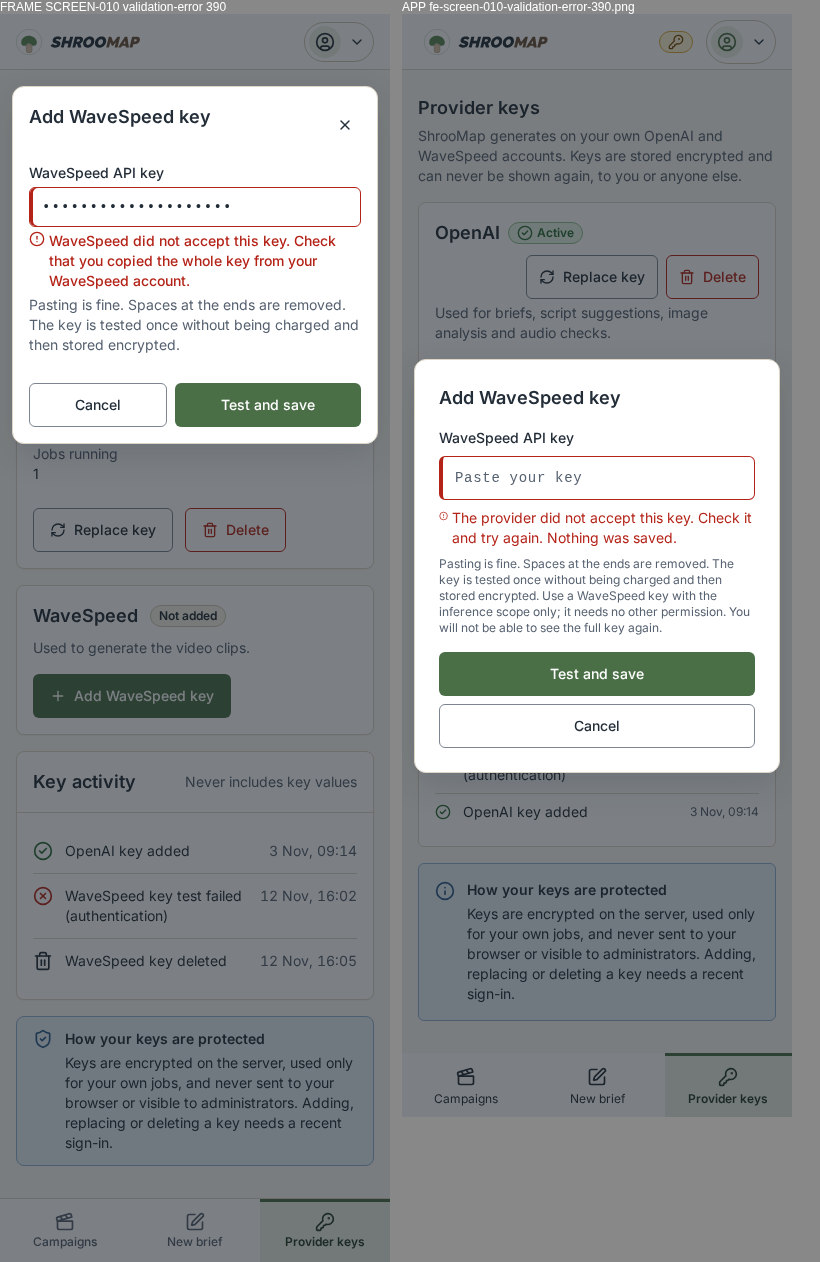 FRAME SCREEN-010 validation-error 390
SHROOMAP
Add WaveSpeed key
WaveSpeed API key
•••••••••••••••••••
WaveSpeed did not accept this key. Check
that you copied the whole key from your
WaveSpeed account.
Pasting is fine. Spaces at the ends are removed.
The key is tested once without being charged and
then stored encrypted.
Cancel
Test and save
Jobs running
1
Replace key
Delete
WaveSpeed
Not added
Used to generate the video clips.
Add WaveSpeed key
Key activity
Never includes key values
OpenAI key added
3 Nov, 09:14
WaveSpeed key test failed
(authentication)
12 Nov, 16:02
WaveSpeed key deleted
12 Nov, 16:05
How your keys are protected
Keys are encrypted on the server, used only
for your own jobs, and never sent to your
browser or visible to administrators. Adding,
replacing or deleting a key needs a recent
sign-in.
Campaigns
New brief
Provider keys
APP fe-screen-010-validation-error-390.png
SHROOMAP
Provider keys
ShrooMap generates on your own OpenAI and
WaveSpeed accounts. Keys are stored encrypted and
can never be shown again, to you or anyone else.
OpenAI
Active
Replace key
Delete
Used for briefs, script suggestions, image
analysis and audio checks.
Add WaveSpeed key
WaveSpeed API key
Paste your key
The provider did not accept this key. Check it
and try again. Nothing was saved.
Pasting is fine. Spaces at the ends are removed. The
key is tested once without being charged and then
stored encrypted. Use a WaveSpeed key with the
inference scope only; it needs no other permission. You
will not be able to see the full key again.
Test and save
Cancel
(authentication)
OpenAI key added
3 Nov, 09:14
How your keys are protected
Keys are encrypted on the server, used only
for your own jobs, and never sent to your
browser or visible to administrators. Adding,
replacing or deleting a key needs a recent
sign-in.
Campaigns
New brief
Provider keys